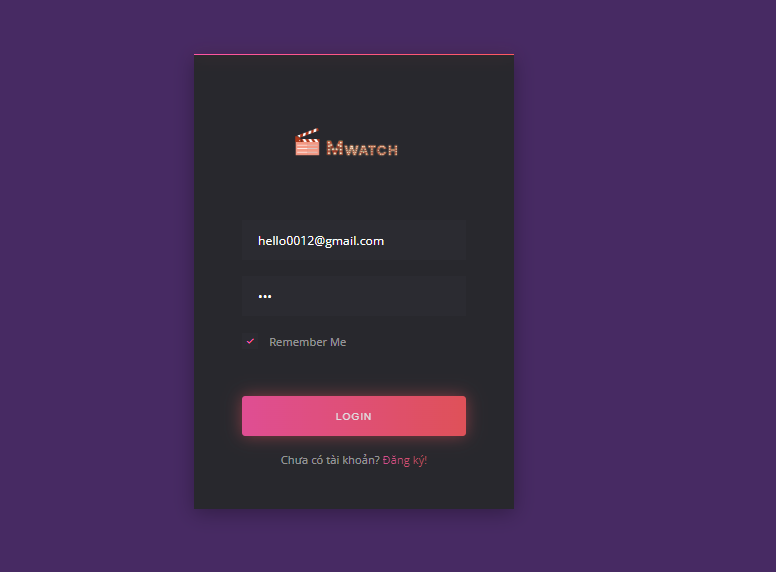 MWATCH
hello0012@gmail.com
•••
Remember Me
LOGIN
Chưa có tài khoản? Đăng ký!